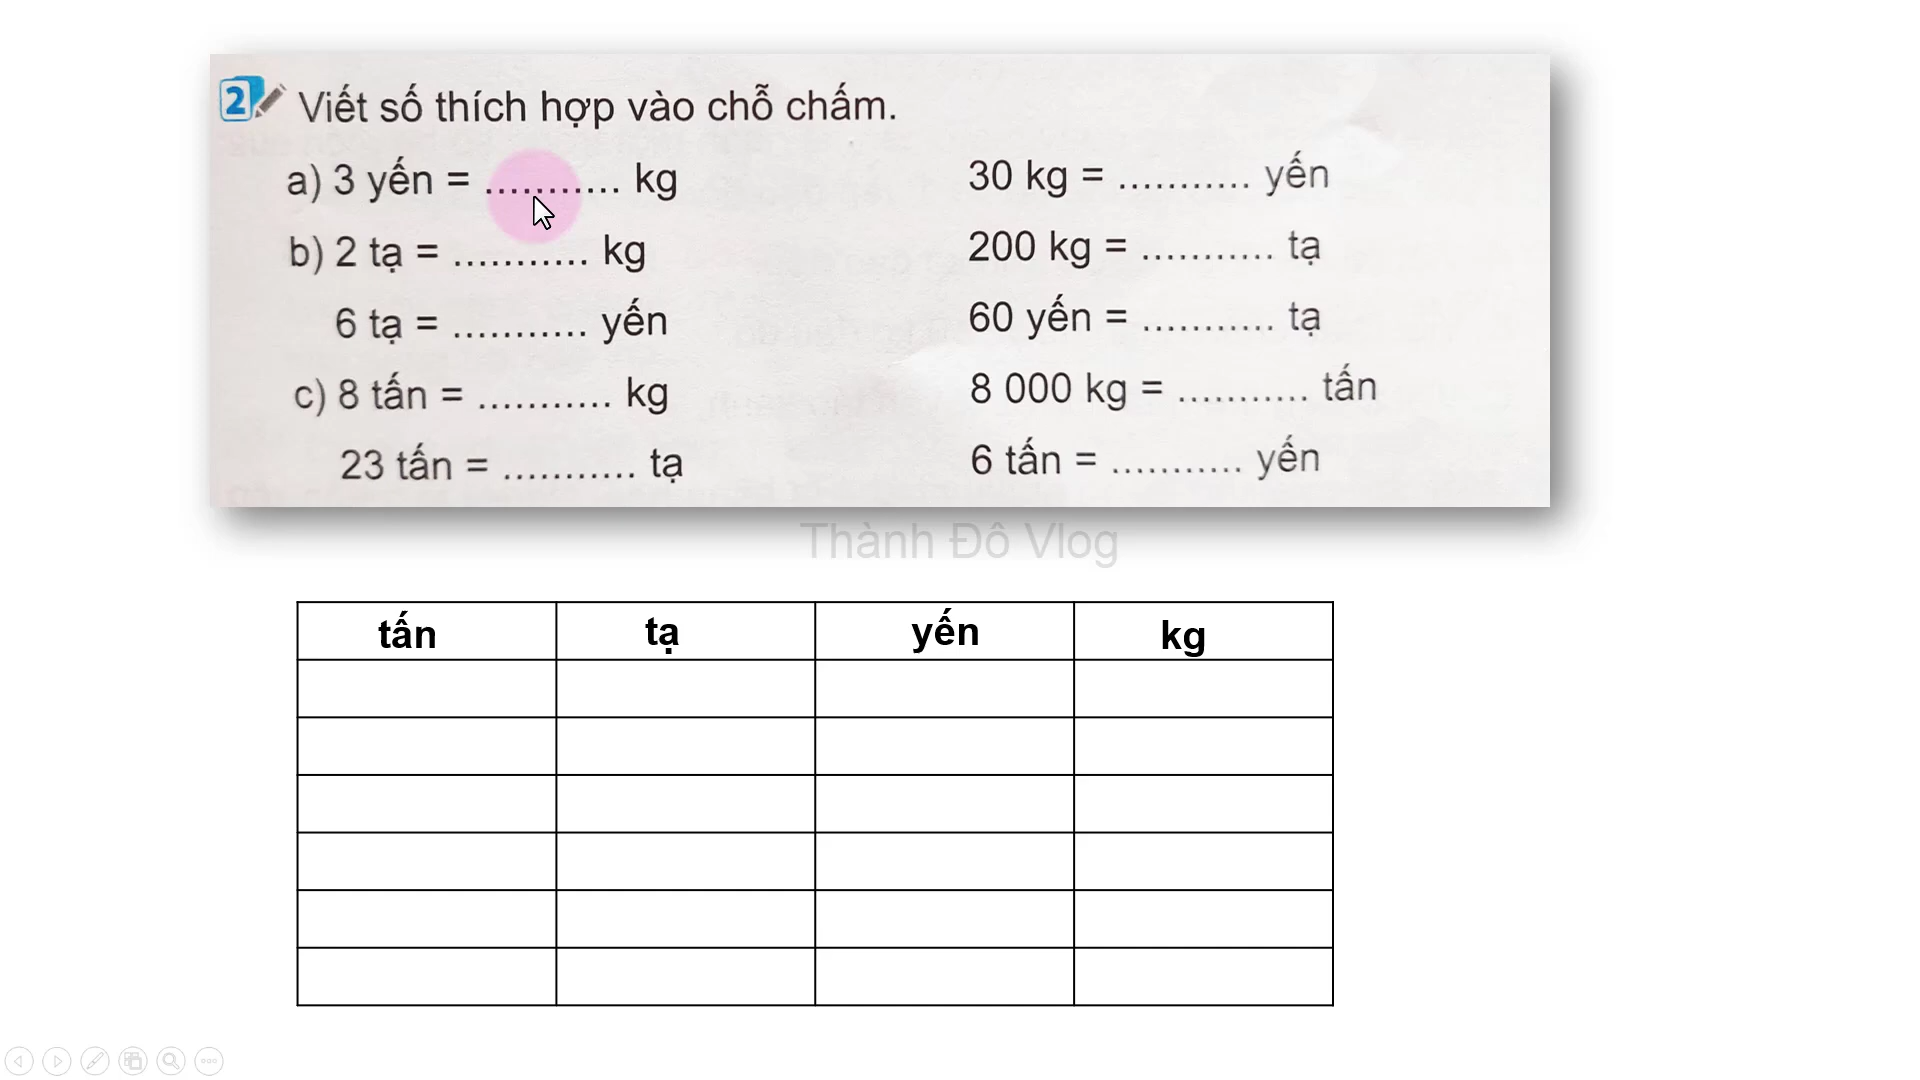 2 Viết số thích hợp vào chỗ chấm.
a) 3 yến = ........... kg
30 kg = ........... yến
b) 2 tạ = ........... kg
200 kg = ........... tạ
6 tạ = ........... yến
60 yến = ........... tạ
c) 8 tấn = ........... kg
8 000 kg = ........... tấn
23 tấn = ........... tạ
6 tấn = ........... yến
Thành Đô Vlog
tấn tạ yến kg